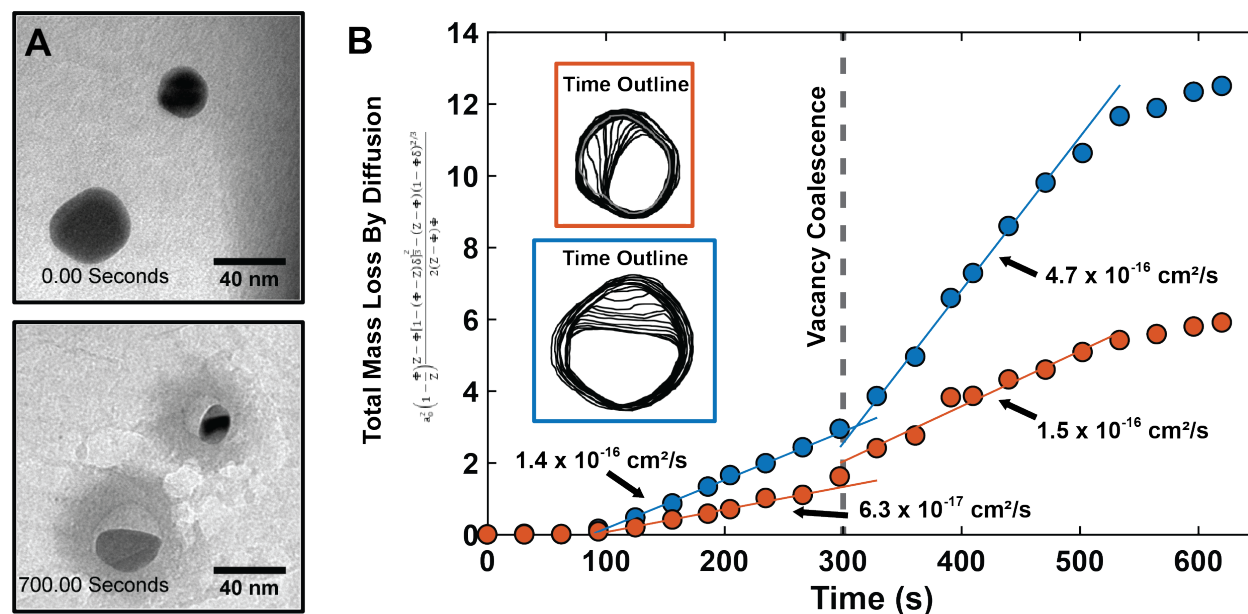 A
0.00 Seconds
40 nm
700.00 Seconds
40 nm
B
Total Mass Loss By Diffusion
14
12
10
8
6
4
2
0
Time Outline
Time Outline
Vacancy Coalescence
4.7 x 10⁻¹⁶ cm²/s
1.5 x 10⁻¹⁶ cm²/s
1.4 x 10⁻¹⁶ cm²/s
6.3 x 10⁻¹⁷ cm²/s
0 100 200 300 400 500 600
Time (s)